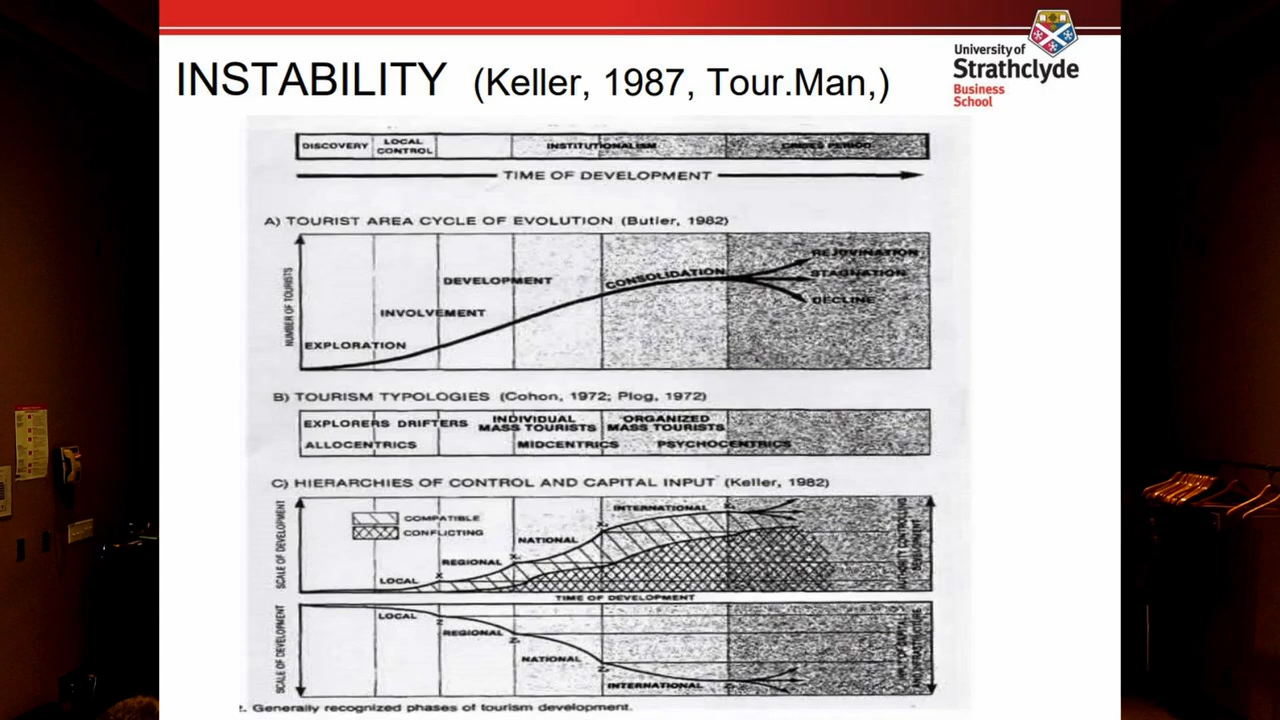 University of
Strathclyde
Business
School
INSTABILITY (Keller, 1987, Tour.Man,)
DISCOVERY
LOCAL
CONTROL
INSTITUTIONALISM
CRISES PERIOD
TIME OF DEVELOPMENT
A) TOURIST AREA CYCLE OF EVOLUTION (Butler, 1982)
NUMBER OF TOURISTS
REJUVINATION
STAGNATION
DECLINE
CONSOLIDATION
DEVELOPMENT
INVOLVEMENT
EXPLORATION
B) TOURISM TYPOLOGIES (Cohon, 1972; Plog, 1972)
EXPLORERS DRIFTERS
INDIVIDUAL
MASS TOURISTS
ORGANIZED
MASS TOURISTS
ALLOCENTRICS
MIDCENTRICS
PSYCHOCENTRICS
C) HIERARCHIES OF CONTROL AND CAPITAL INPUT (Keller, 1982)
SCALE OF DEVELOPMENT
COMPATIBLE
CONFLICTING
INTERNATIONAL
NATIONAL
REGIONAL
LOCAL
TIME OF DEVELOPMENT
SCALE OF DEVELOPMENT
LOCAL
REGIONAL
NATIONAL
INTERNATIONAL
. Generally recognized phases of tourism development.